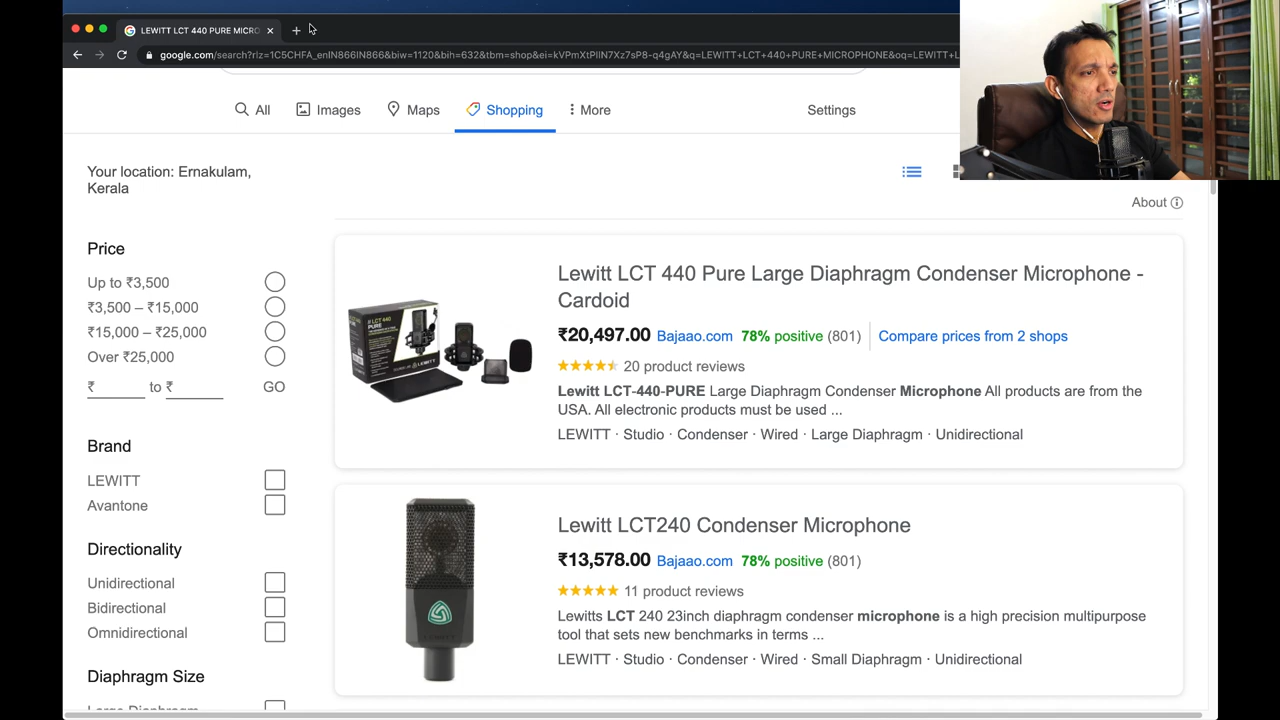 LEWITT LCT 440 PURE MICRO
google.com/search?rlz=1C5CHFA_enIN866IN866&biw=1120&bih=632&tbm=shop&ei=kVPmXtPlIN7Xz7sP8-q4gAY&q=LEWITT+LCT+440+PURE+MICROPHONE&oq=LEWITT+L
All
Images
Maps
Shopping
More
Settings
Your location: Ernakulam,
Kerala
About
Price
Up to ₹3,500
₹3,500 – ₹15,000
₹15,000 – ₹25,000
Over ₹25,000
₹ to ₹ GO
Brand
LEWITT
Avantone
Directionality
Unidirectional
Bidirectional
Omnidirectional
Diaphragm Size
Large Diaphragm
Lewitt LCT 440 Pure Large Diaphragm Condenser Microphone -
Cardoid
₹20,497.00 Bajaao.com 78% positive (801) Compare prices from 2 shops
20 product reviews
Lewitt LCT-440-PURE Large Diaphragm Condenser Microphone All products are from the
USA. All electronic products must be used ...
LEWITT · Studio · Condenser · Wired · Large Diaphragm · Unidirectional
Lewitt LCT240 Condenser Microphone
₹13,578.00 Bajaao.com 78% positive (801)
11 product reviews
Lewitts LCT 240 23inch diaphragm condenser microphone is a high precision multipurpose
tool that sets new benchmarks in terms ...
LEWITT · Studio · Condenser · Wired · Small Diaphragm · Unidirectional